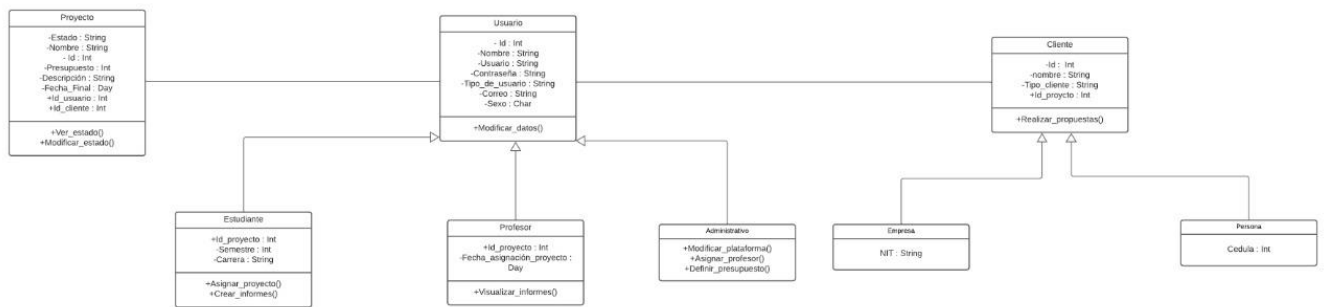 Proyecto
-Estado : String
-Nombre : String
- Id : Int
-Presupuesto : Int
-Descripción : String
-Fecha_Final : Day
+Id_usuario : Int
+Id_cliente : Int
+Ver_estado()
+Modificar_estado()
Usuario
- Id : Int
-Nombre : String
-Usuario : String
-Contraseña : String
-Tipo_de_usuario : String
-Correo : String
-Sexo : Char
+Modificar_datos()
Cliente
-Id : Int
-nombre : String
-Tipo_cliente : String
+Id_proycto : Int
+Realizar_propuestas()
Estudiante
+Id_proyecto : Int
-Semestre : Int
-Carrera : String
+Asignar_proyecto()
+Crear_informes()
Profesor
+Id_proyecto : Int
-Fecha_asignación_proyecto :
Day
+Visualizar_informes()
Administrativo
+Modificar_plataforma()
+Asignar_profesor()
+Definir_presupuesto()
Empresa
NIT : String
Persona
Cedula : Int